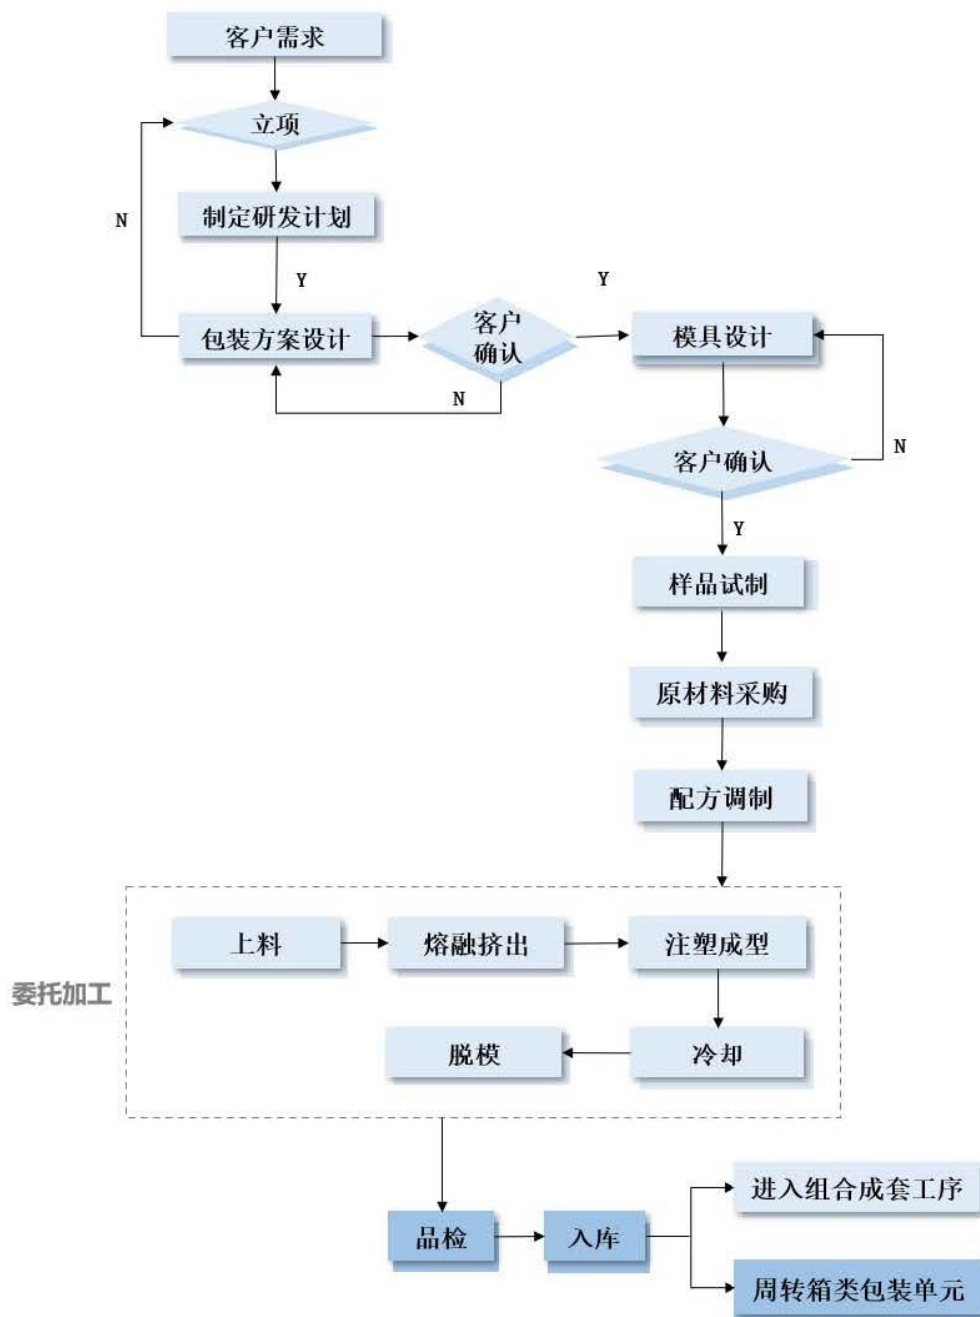 客户需求
立项
制定研发计划
N
Y
Y
包装方案设计
客户
确认
模具设计
N
客户确认
N
Y
样品试制
原材料采购
配方调制
上料
熔融挤出
注塑成型
委托加工
脱模
冷却
进入组合成套工序
品检
入库
周转箱类包装单元